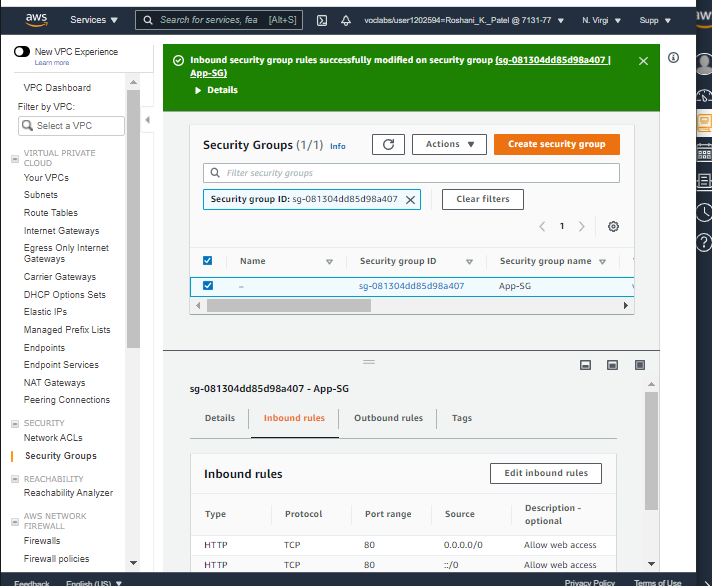 aws
Services ▼
Search for services, fea [Alt+S]
voclabs/user1202594=Roshani_K._Patel @ 7131-77 ▼
N. Virgi ▼
Supp ▼
New VPC Experience
Learn more
VPC Dashboard
Filter by VPC:
Select a VPC
VIRTUAL PRIVATE
CLOUD
Your VPCs
Subnets
Route Tables
Internet Gateways
Egress Only Internet
Gateways
Carrier Gateways
DHCP Options Sets
Elastic IPs
Managed Prefix Lists
Endpoints
Endpoint Services
NAT Gateways
Peering Connections
SECURITY
Network ACLs
Security Groups
REACHABILITY
Reachability Analyzer
AWS NETWORK
FIREWALL
Firewalls
Firewall policies
Inbound security group rules successfully modified on security group (sg-081304dd85d98a407 |
App-SG)
Details
Security Groups (1/1) Info
Actions ▼
Create security group
Filter security groups
Security group ID: sg-081304dd85d98a407
Clear filters
1
Name
Security group ID
Security group name
–
sg-081304dd85d98a407
App-SG
sg-081304dd85d98a407 - App-SG
Details
Inbound rules
Outbound rules
Tags
Inbound rules
Edit inbound rules
Type
Protocol
Port range
Source
Description -
optional
HTTP
TCP
80
0.0.0.0/0
Allow web access
HTTP
TCP
80
::/0
Allow web access
Feedback
English (US) ▼
Privacy Policy
Terms of Use